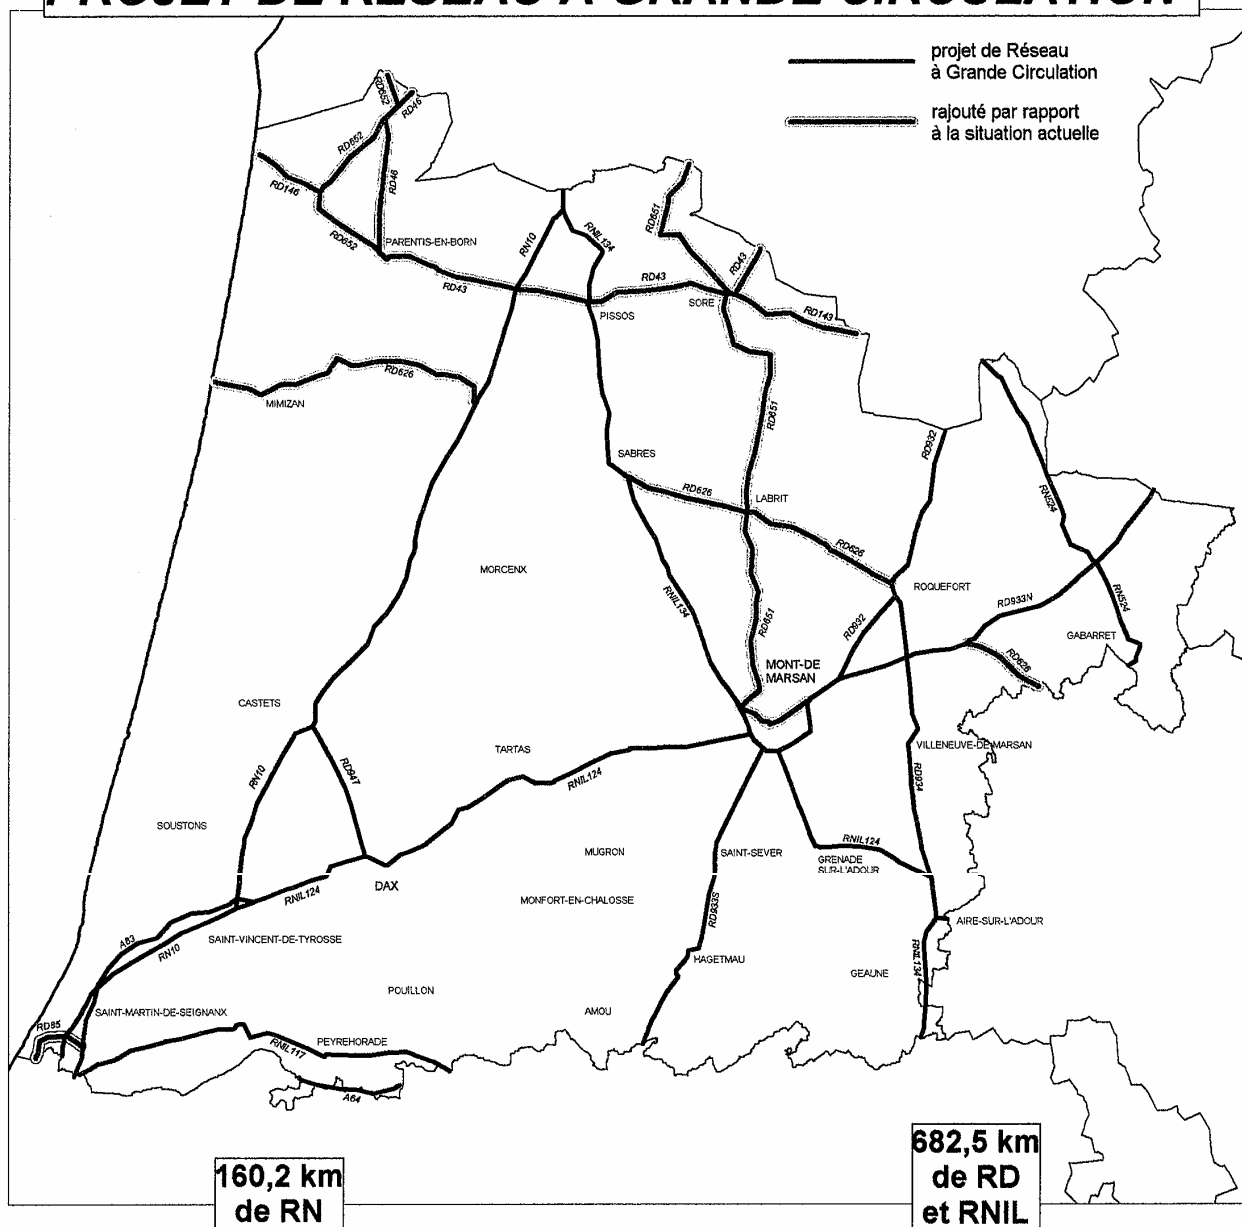 PROJET DE RESEAU A GRANDE CIRCULATION
projet de Réseau
à Grande Circulation
rajouté par rapport
à la situation actuelle
RD652
RD46
RD652
RD46
RD146
RD652
PARENTIS-EN-BORN
RN10
RNIL134
RD651
RD43
RD43
RD43
PISSOS
SORE
RD143
RD626
MIMIZAN
RD651
RD932
SABRES
RD626
LABRIT
RN524
RD626
MORCENX
ROQUEFORT
RNIL134
RD651
RD932
RD933N
RN524
GABARRET
RD626
MONT-DE
MARSAN
CASTETS
TARTAS
VILLENEUVE-DE-MARSAN
RN10
RD947
RNIL124
RD934
SOUSTONS
MUGRON
SAINT-SEVER
RNIL124
GRENADE
SUR-L'ADOUR
DAX
RNIL124
MONFORT-EN-CHALOSSE
RD933S
AIRE-SUR-L'ADOUR
A63
RN10
SAINT-VINCENT-DE-TYROSSE
HAGETMAU
GEAUNE
RNIL134
POUILLON
AMOU
SAINT-MARTIN-DE-SEIGNANX
RD85
RNIL117
PEYREHORADE
A64
160,2 km
de RN
682,5 km
de RD
et RNIL